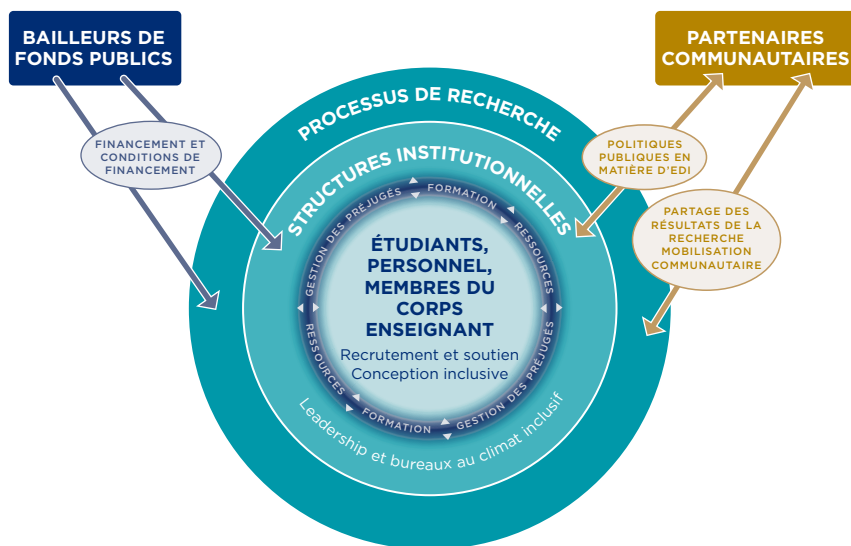 BAILLEURS DE
FONDS PUBLICS
PARTENAIRES
COMMUNAUTAIRES
FINANCEMENT ET
CONDITIONS DE
FINANCEMENT
POLITIQUES
PUBLIQUES EN
MATIÈRE D'EDI
PARTAGE DES
RÉSULTATS DE LA
RECHERCHE
MOBILISATION
COMMUNAUTAIRE
PROCESSUS DE RECHERCHE
STRUCTURES INSTITUTIONNELLES
GESTION DES PRÉJUGÉS
FORMATION
RESSOURCES
ÉTUDIANTS,
PERSONNEL,
MEMBRES DU
CORPS
ENSEIGNANT
Recrutement et soutien
Conception inclusive
RESSOURCES
FORMATION
GESTION DES PRÉJUGÉS
Leadership et bureaux au climat inclusif